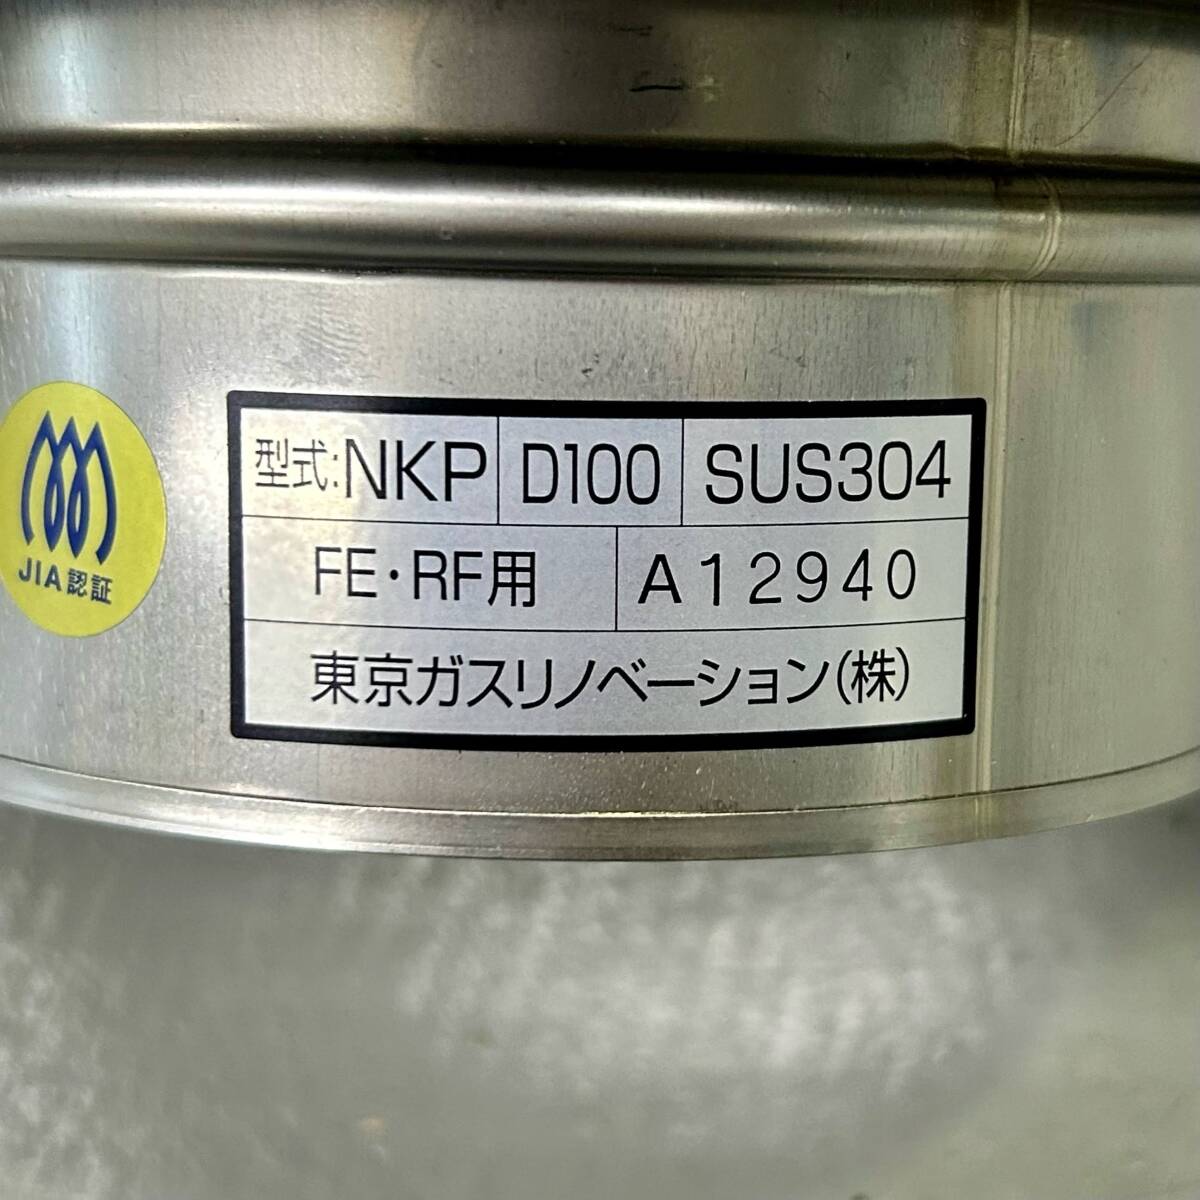 JIA認証
型式:NKP D100 SUS304
FE・RF用 A12940
東京ガスリノベーション(株)